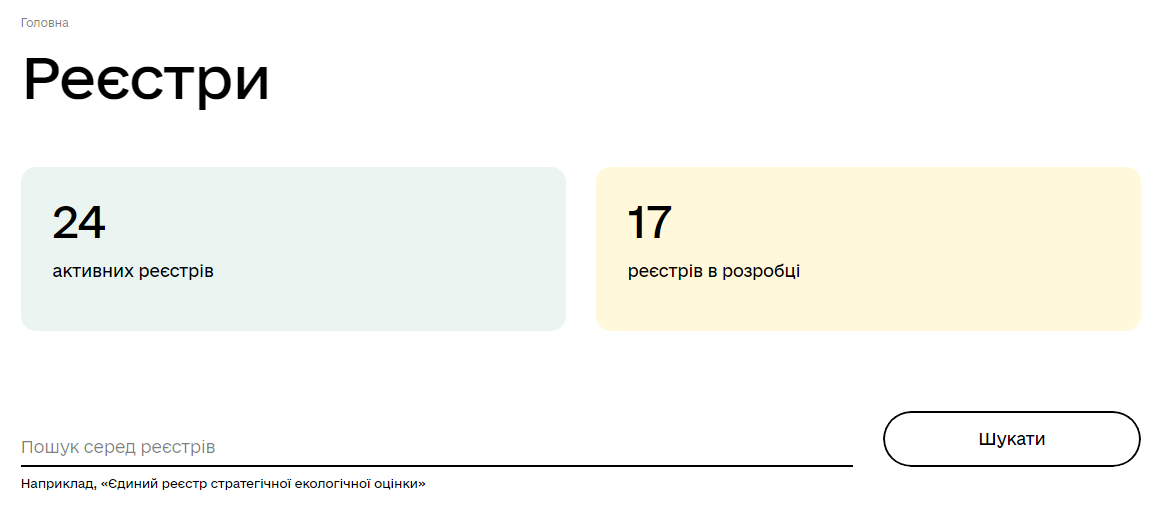 Головна
Реєстри
24
активних реєстрів
17
реєстрів в розробці
Пошук серед реєстрів
Шукати
Наприклад, «Єдиний реєстр стратегічної екологічної оцінки»